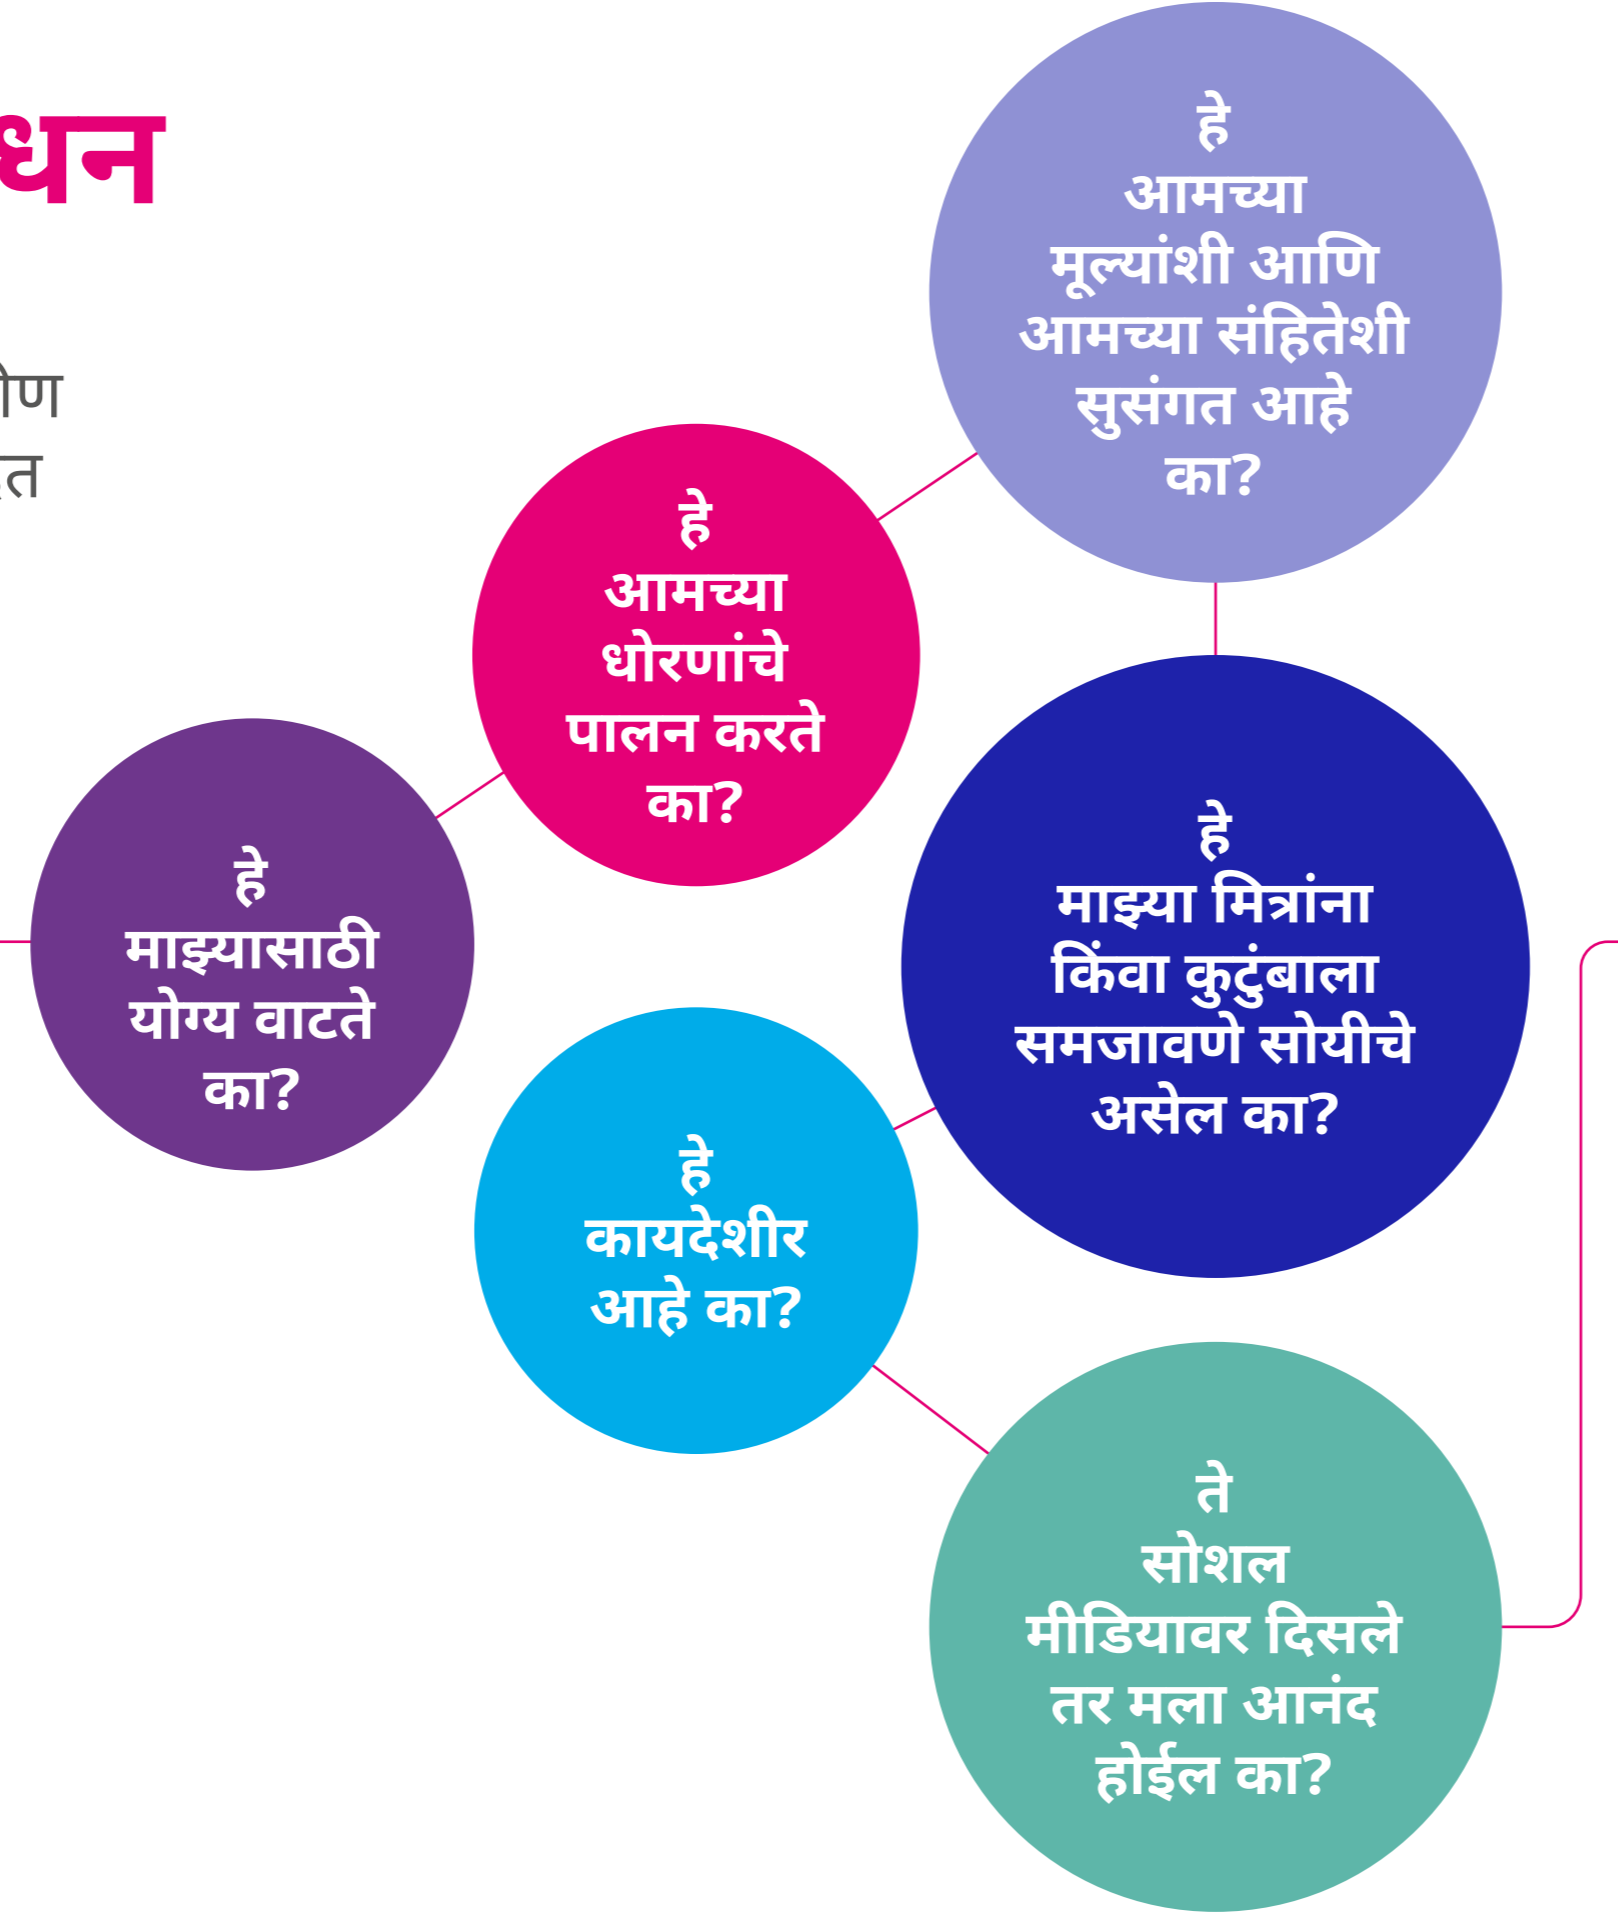 धन
हे
माझ्यासाठी
योग्य वाटते
का?
हे
आमच्या
धोरणांचे
पालन करते
का?
हे
आमच्या
मूल्यांशी आणि
आमच्या संहितेशी
सुसंगत आहे
का?
हे
माझ्या मित्रांना
किंवा कुटुंबाला
समजावणे सोयीचे
असेल का?
हे
कायदेशीर
आहे का?
ते
सोशल
मीडियावर दिसले
तर मला आनंद
होईल का?